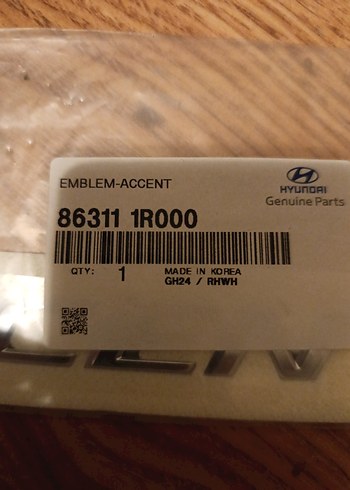 EMBLEM-ACCENT
HYUNDAI
Genuine Parts
86311 1R000
QTY: 1
MADE IN KOREA
GH24 / RHWH